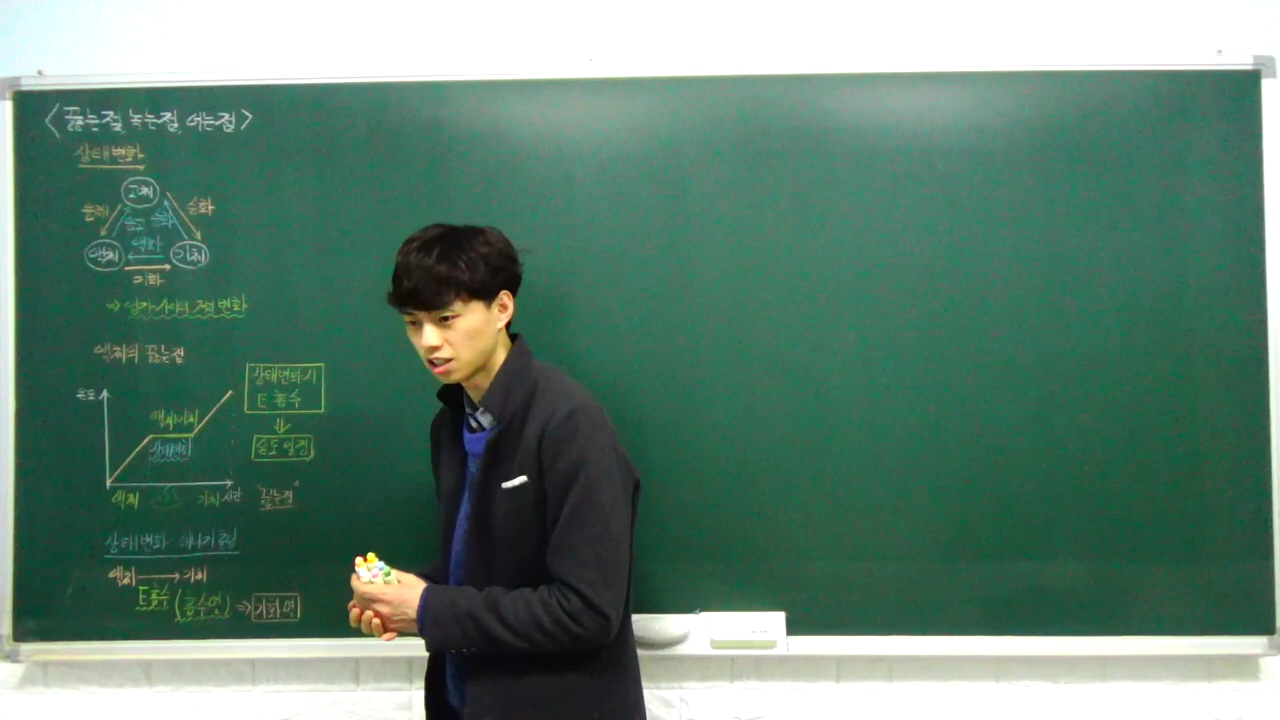 <끓는점, 녹는점, 어는점>
상태변화
고체
융해 응고 승화 승화
액화
액체 기체
기화
⇒ 입자 사이의 거리 변화
액체의 끓는점
온도
액체+기체
상태변화
액체 기체 시간
상태변화시
E 흡수
⇓
온도 일정
"끓는점"
상태변화 에너지 출입
액체 → 기체
E흡수 (흡수열) ⇒ 기화열